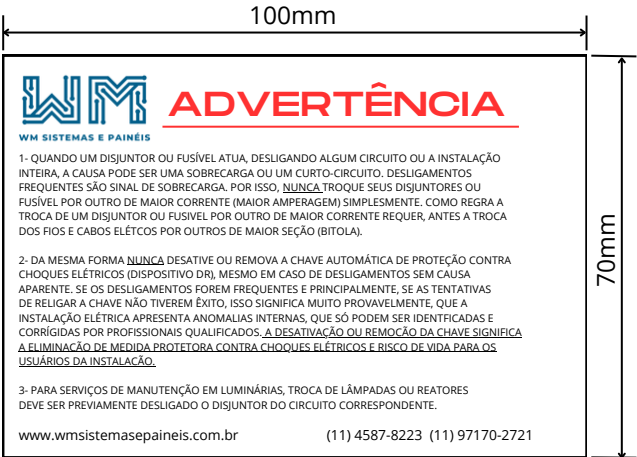 100mm
WM
ADVERTÊNCIA
WM SISTEMAS E PAINÉIS
1- QUANDO UM DISJUNTOR OU FUSÍVEL ATUA, DESLIGANDO ALGUM CIRCUITO OU A INSTALAÇÃO
INTEIRA, A CAUSA PODE SER UMA SOBRECARGA OU UM CURTO-CIRCUITO. DESLIGAMENTOS
FREQUENTES SÃO SINAL DE SOBRECARGA. POR ISSO, NUNCA TROQUE SEUS DISJUNTORES OU
FUSÍVEL POR OUTRO DE MAIOR CORRENTE (MAIOR AMPERAGEM) SIMPLESMENTE. COMO REGRA A
TROCA DE UM DISJUNTOR OU FUSIVEL POR OUTRO DE MAIOR CORRENTE REQUER, ANTES A TROCA
DOS FIOS E CABOS ELÉTCOS POR OUTROS DE MAIOR SEÇÃO (BITOLA).
2- DA MESMA FORMA NUNCA DESATIVE OU REMOVA A CHAVE AUTOMÁTICA DE PROTEÇÃO CONTRA
CHOQUES ELÉTRICOS (DISPOSITIVO DR), MESMO EM CASO DE DESLIGAMENTOS SEM CAUSA
APARENTE. SE OS DESLIGAMENTOS FOREM FREQUENTES E PRINCIPALMENTE, SE AS TENTATIVAS
DE RELIGAR A CHAVE NÃO TIVEREM ÊXITO, ISSO SIGNIFICA MUITO PROVAVELMENTE, QUE A
INSTALAÇÃO ELÉTRICA APRESENTA ANOMALIAS INTERNAS, QUE SÓ PODEM SER IDENTFICADAS E
CORRÍGIDAS POR PROFISSIONAIS QUALIFICADOS. A DESATIVAÇÃO OU REMOCÃO DA CHAVE SIGNIFICA
A ELIMINACÃO DE MEDIDA PROTETORA CONTRA CHOQUES ELÉTRICOS E RISCO DE VIDA PARA OS
USUÁRIOS DA INSTALACÃO.
3- PARA SERVIÇOS DE MANUTENÇÃO EM LUMINÁRIAS, TROCA DE LÂMPADAS OU REATORES
DEVE SER PREVIAMENTE DESLIGADO O DISJUNTOR DO CIRCUITO CORRESPONDENTE.
www.wmsistemasepaineis.com.br (11) 4587-8223 (11) 97170-2721
70mm